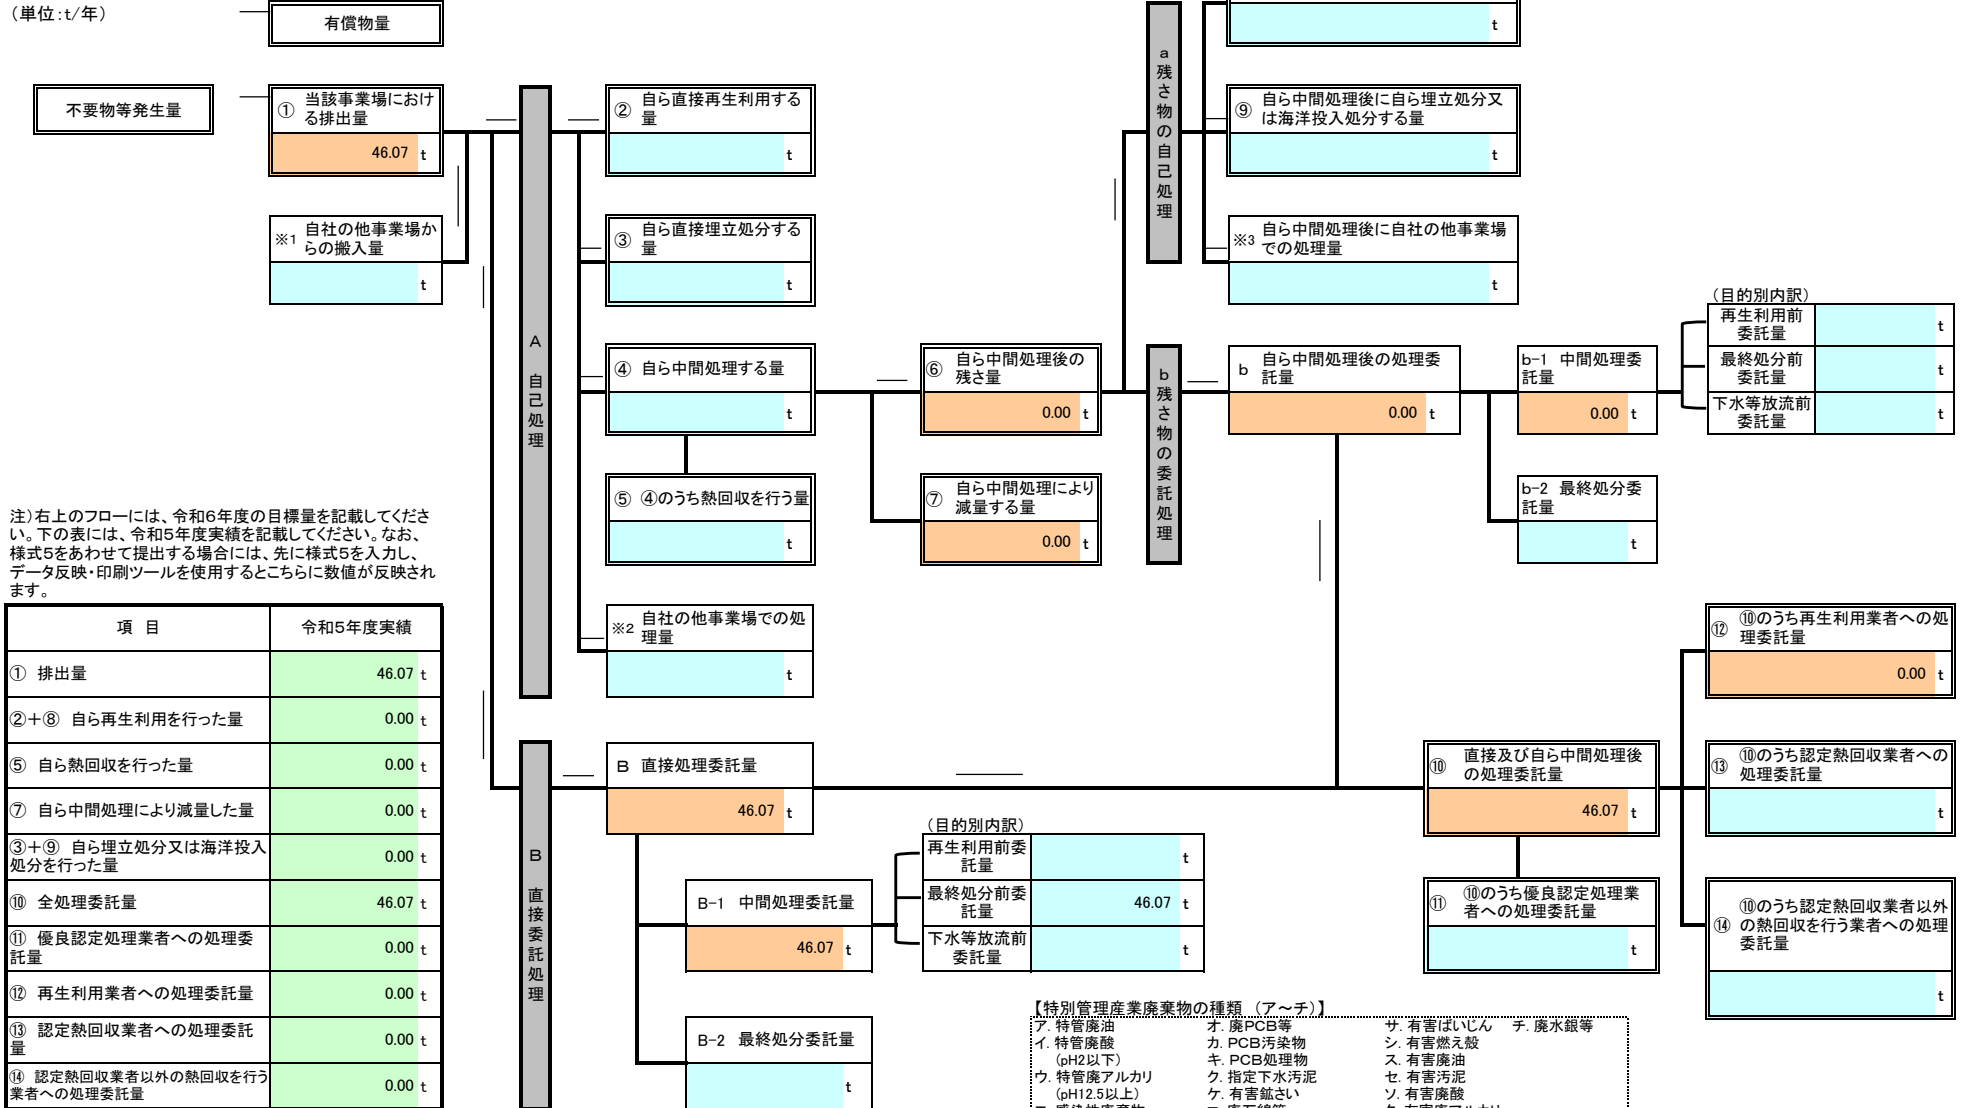 （単位：t/年）
有償物量
t
不要物等発生量
① 当該事業場におけ
る排出量
46.07 t
※1 自社の他事業場か
らの搬入量
t
A 自己処理
② 自ら直接再生利用する
量
t
③ 自ら直接埋立処分する
量
t
④ 自ら中間処理する量
t
⑤ ④のうち熱回収を行う量
t
※2 自社の他事業場での処
理量
t
⑥ 自ら中間処理後の
残さ量
0.00 t
⑦ 自ら中間処理により
減量する量
0.00 t
a 残さ物の自己処理
⑨ 自ら中間処理後に自ら埋立処分又
は海洋投入処分する量
t
※3 自ら中間処理後に自社の他事業場
での処理量
t
b 残さ物の委託処理
b 自ら中間処理後の処理委
託量
0.00 t
b-1 中間処理委
託量
0.00 t
b-2 最終処分委
託量
t
（目的別内訳）
再生利用前
委託量
t
最終処分前
委託量
t
下水等放流前
委託量
t
注）右上のフローには、令和６年度の目標量を記載してくださ
い。下の表には、令和５年度実績を記載してください。なお、
様式５をあわせて提出する場合には、先に様式５を入力し、
データ反映・印刷ツールを使用するとこちらに数値が反映され
ます。
項 目 令和５年度実績
① 排出量 46.07 t
②＋⑧ 自ら再生利用を行った量 0.00 t
⑤ 自ら熱回収を行った量 0.00 t
⑦ 自ら中間処理により減量した量 0.00 t
③＋⑨ 自ら埋立処分又は海洋投入
処分を行った量 0.00 t
⑩ 全処理委託量 46.07 t
⑪ 優良認定処理業者への処理委
託量 0.00 t
⑫ 再生利用業者への処理委託量 0.00 t
⑬ 認定熱回収業者への処理委託
量 0.00 t
⑭ 認定熱回収業者以外の熱回収を行う
業者への処理委託量 0.00 t
B 直接委託処理
B 直接処理委託量
46.07 t
B-1 中間処理委託量
46.07 t
B-2 最終処分委託量
t
（目的別内訳）
再生利用前委
託量
t
最終処分前委
託量
46.07 t
下水等放流前
委託量
t
⑩ 直接及び自ら中間処理後
の処理委託量
46.07 t
⑪ ⑩のうち優良認定処理業
者への処理委託量
t
⑫ ⑩のうち再生利用業者への処
理委託量
0.00 t
⑬ ⑩のうち認定熱回収業者への
処理委託量
t
⑭ ⑩のうち認定熱回収業者以外
の熱回収を行う業者への処理
委託量
t
【特別管理産業廃棄物の種類 （ア～チ）】
ア．特管廃油 オ．廃PCB等 サ．有害ばいじん チ．廃水銀等
イ．特管廃酸 カ．PCB汚染物 シ．有害燃え殻
（pH2以下） キ．PCB処理物 ス．有害廃油
ウ．特管廃アルカリ ク．指定下水汚泥 セ．有害汚泥
（pH12.5以上） ケ．有害鉱さい ソ．有害廃酸